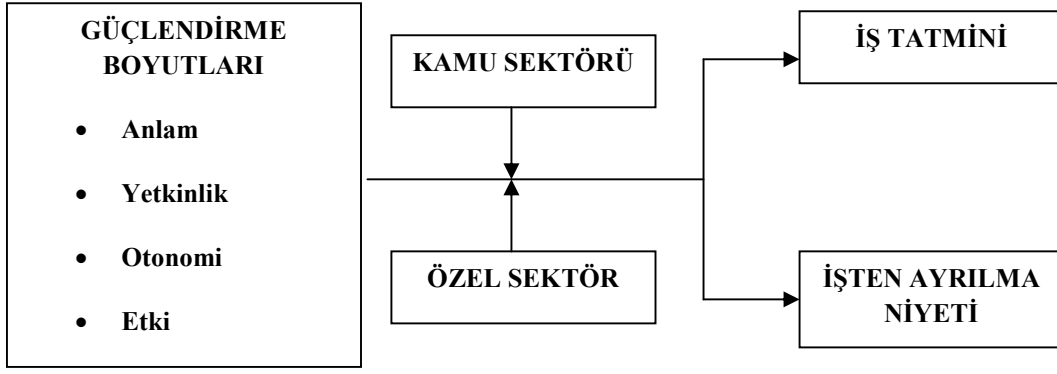 GÜÇLENDİRME
BOYUTLARI
• Anlam
• Yetkinlik
• Otonomi
• Etki
KAMU SEKTÖRÜ
ÖZEL SEKTÖR
İŞ TATMİNİ
İŞTEN AYRILMA
NİYETİ